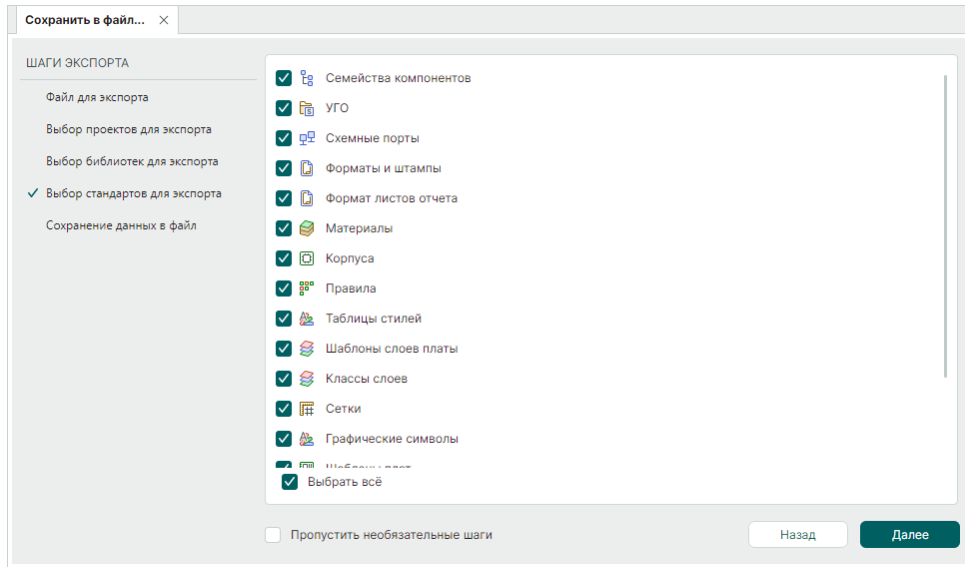 Сохранить в файл...
ШАГИ ЭКСПОРТА
Файл для экспорта
Выбор проектов для экспорта
Выбор библиотек для экспорта
Выбор стандартов для экспорта
Сохранение данных в файл
Семейства компонентов
УГО
Схемные порты
Форматы и штампы
Формат листов отчета
Материалы
Корпуса
Правила
Таблицы стилей
Шаблоны слоев платы
Классы слоев
Сетки
Графические символы
Выбрать всё
Пропустить необязательные шаги
Назад
Далее